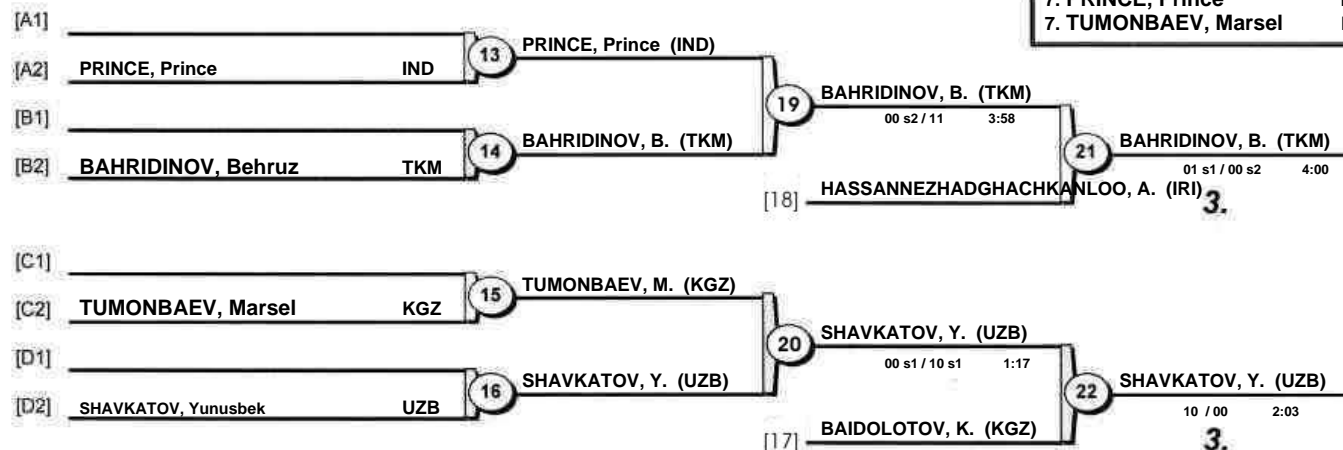 7. PRINCE, Prince
7. TUMONBAEV, Marsel
[A1]
[A2] PRINCE, Prince IND
13 PRINCE, Prince (IND)
[B1]
[B2] BAHRIDINOV, Behruz TKM
14 BAHRIDINOV, B. (TKM)
19 BAHRIDINOV, B. (TKM)
00 s2 / 11 3:58
[18] HASSANNEZHADGHACHKANLOO, A. (IRI)
21 BAHRIDINOV, B. (TKM)
01 s1 / 00 s2 4:00
3.
[C1]
[C2] TUMONBAEV, Marsel KGZ
15 TUMONBAEV, M. (KGZ)
[D1]
[D2] SHAVKATOV, Yunusbek UZB
16 SHAVKATOV, Y. (UZB)
20 SHAVKATOV, Y. (UZB)
00 s1 / 10 s1 1:17
[17] BAIDOLOTOV, K. (KGZ)
22 SHAVKATOV, Y. (UZB)
10 / 00 2:03
3.